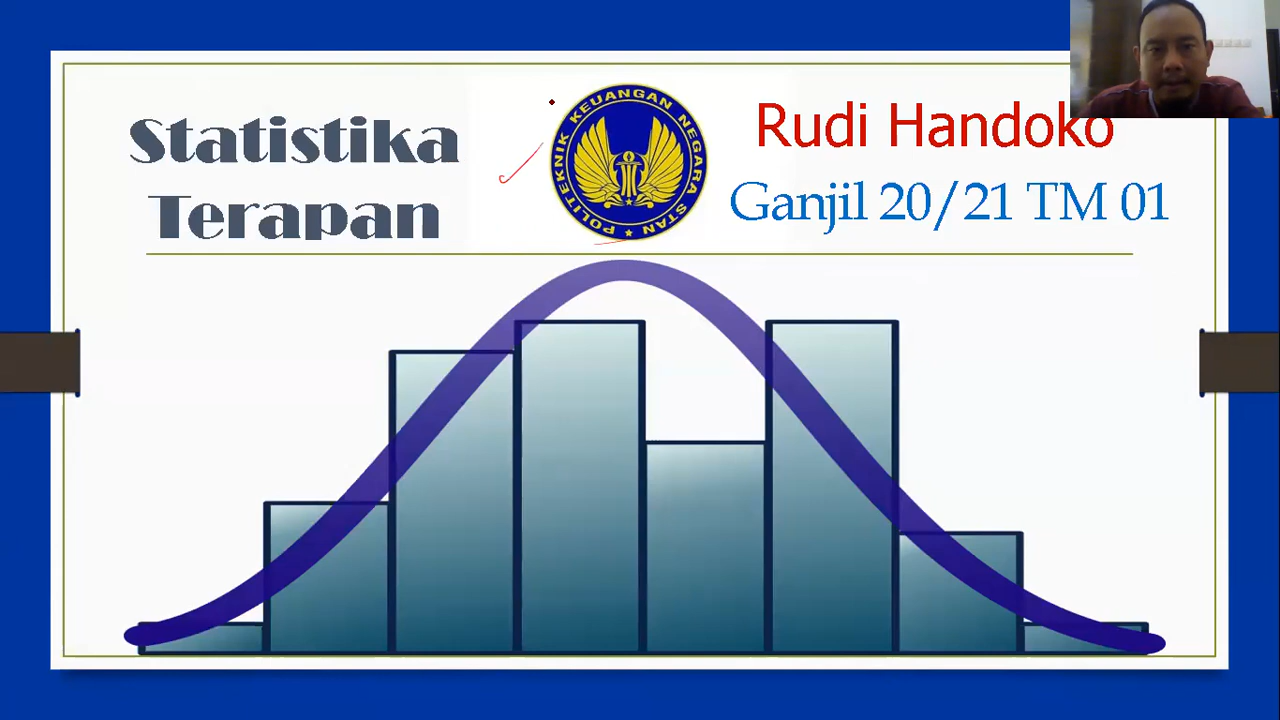 Statistika
Terapan
POLITEKNIK KEUANGAN NEGARA STAN
Rudi Handoko
Ganjil 20/21 TM 01